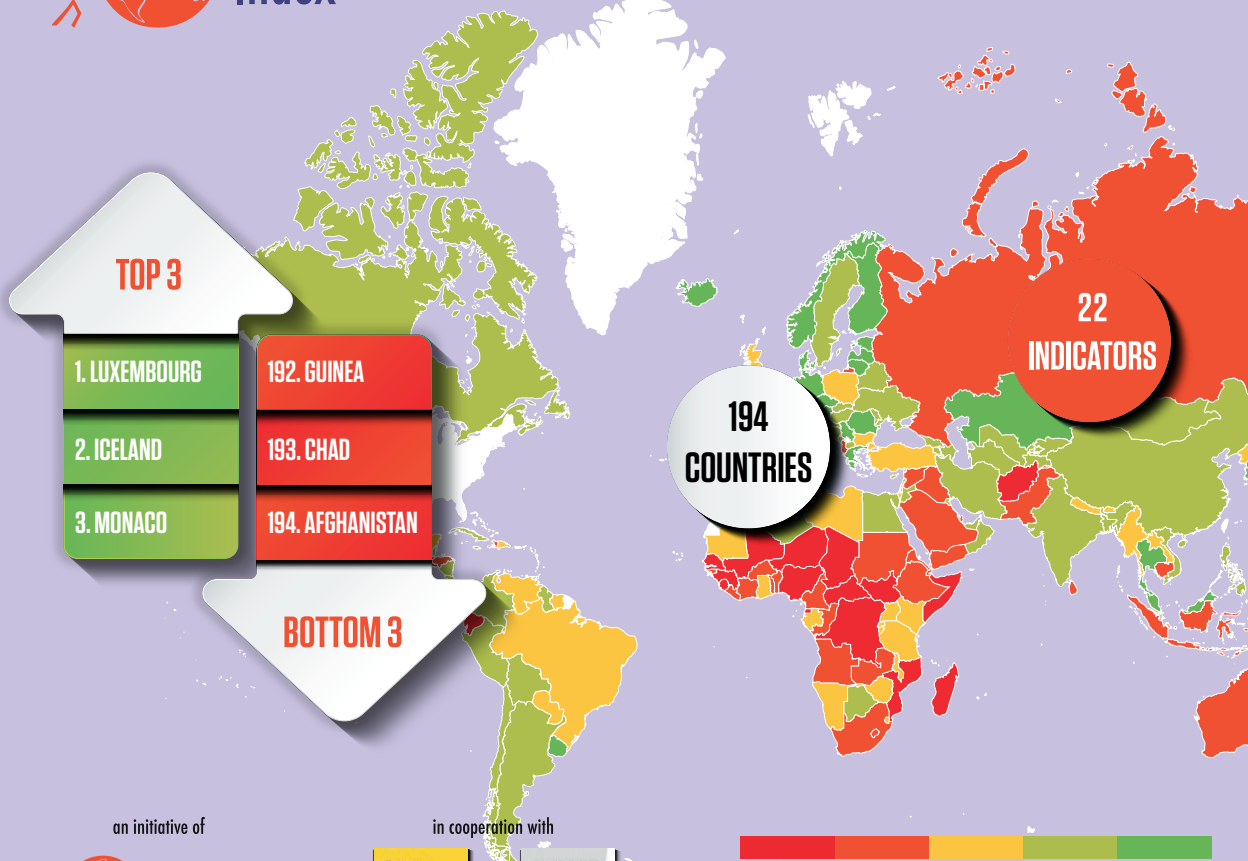 Index
TOP 3
1. LUXEMBOURG
2. ICELAND
3. MONACO
192. GUINEA
193. CHAD
194. AFGHANISTAN
BOTTOM 3
194
COUNTRIES
22
INDICATORS
an initiative of
in cooperation with